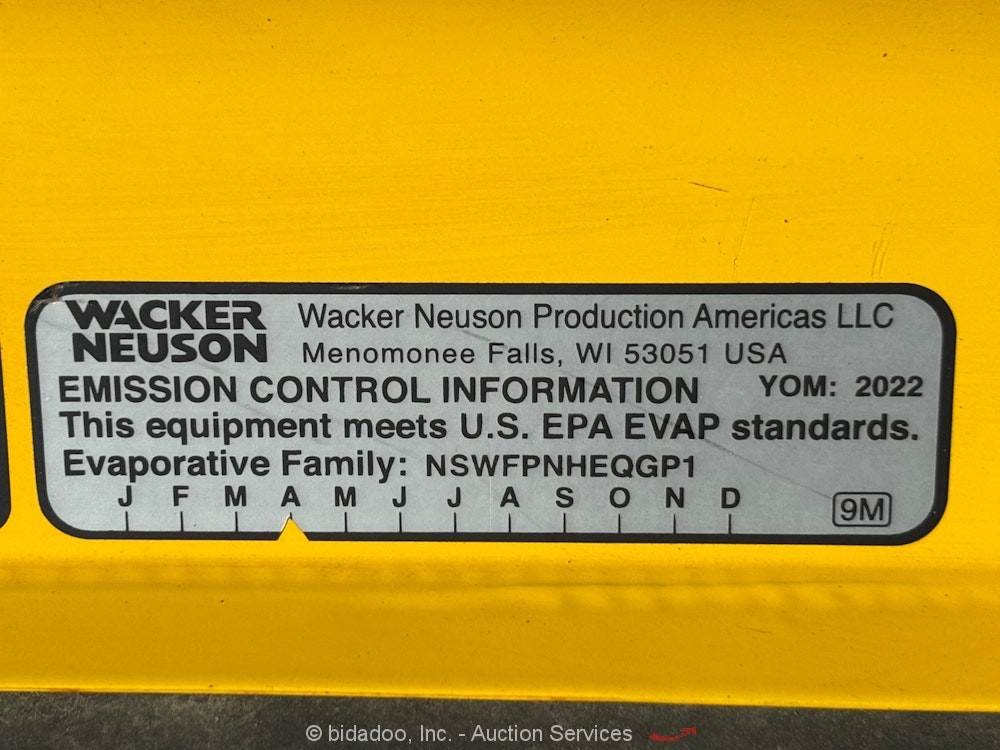 WACKER
NEUSON
Wacker Neuson Production Americas LLC
Menomonee Falls, WI 53051 USA
EMISSION CONTROL INFORMATION YOM: 2022
This equipment meets U.S. EPA EVAP standards.
Evaporative Family: NSWFPNHEQGP1
J F M A M J J A S O N D
9M
© bidadoo, Inc. - Auction Services